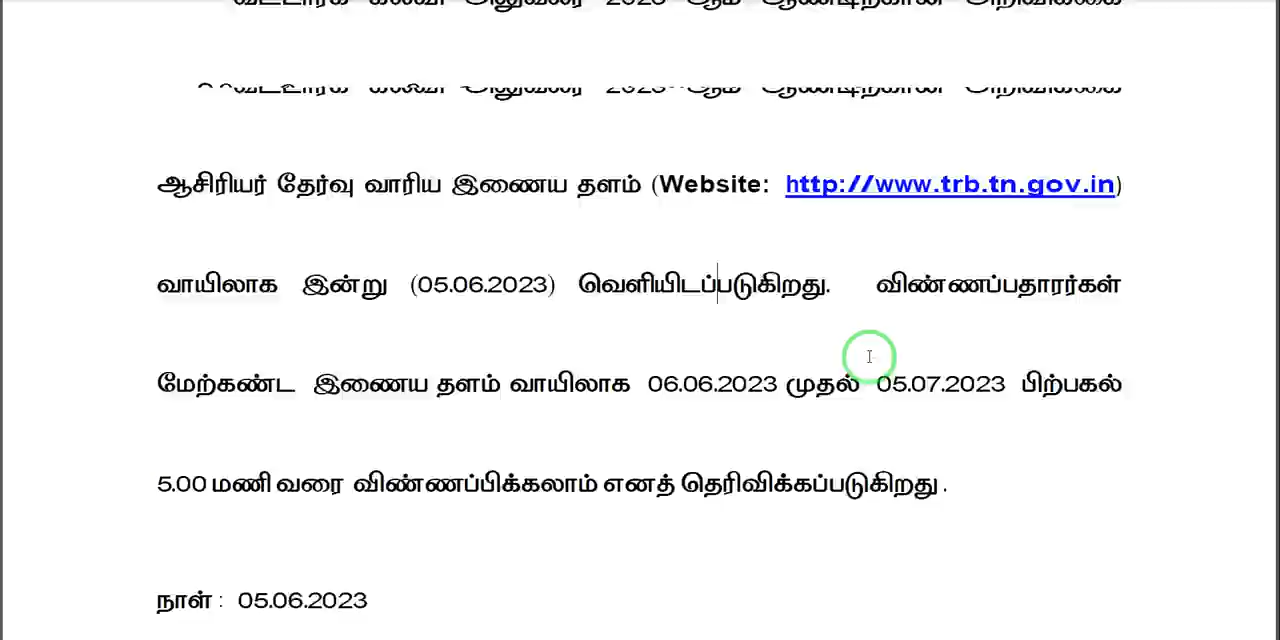 ஆசிரியர் தேர்வு வாரிய இணைய தளம் (Website: http://www.trb.tn.gov.in)
வாயிலாக இன்று (05.06.2023) வெளியிடப்படுகிறது. விண்ணப்பதாரர்கள்
மேற்கண்ட இணைய தளம் வாயிலாக 06.06.2023 முதல் 05.07.2023 பிற்பகல்
5.00 மணி வரை விண்ணப்பிக்கலாம் எனத் தெரிவிக்கப்படுகிறது .
நாள் : 05.06.2023